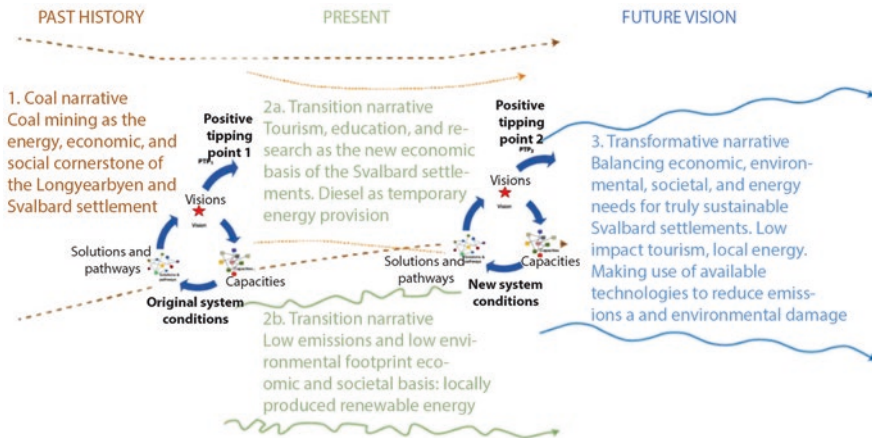 PAST HISTORY
PRESENT
FUTURE VISION
1. Coal narrative
Coal mining as the
energy, economic, and
social cornerstone of
the Longyearbyen and
Svalbard settlement
Positive
tipping
point 1
PTP₁
Visions
Vision
Solutions and
pathways
Capacities
Original system
conditions
2a. Transition narrative
Tourism, education, and re-
search as the new economic
basis of the Svalbard settle-
ments. Diesel as temporary
energy provision
2b. Transition narrative
Low emissions and low envi-
ronmental footprint eco-
omic and societal basis: locally
produced renewable energy
Positive
tipping
point 2
PTP₂
Visions
Vision
Solutions and
pathways
Capacities
New system
conditions
3. Transformative narrative
Balancing economic, environ-
mental, societal, and energy
needs for truly sustainable
Svalbard settlements. Low
impact tourism, local energy.
Making use of available
technologies to reduce emiss-
ions a and environmental damage